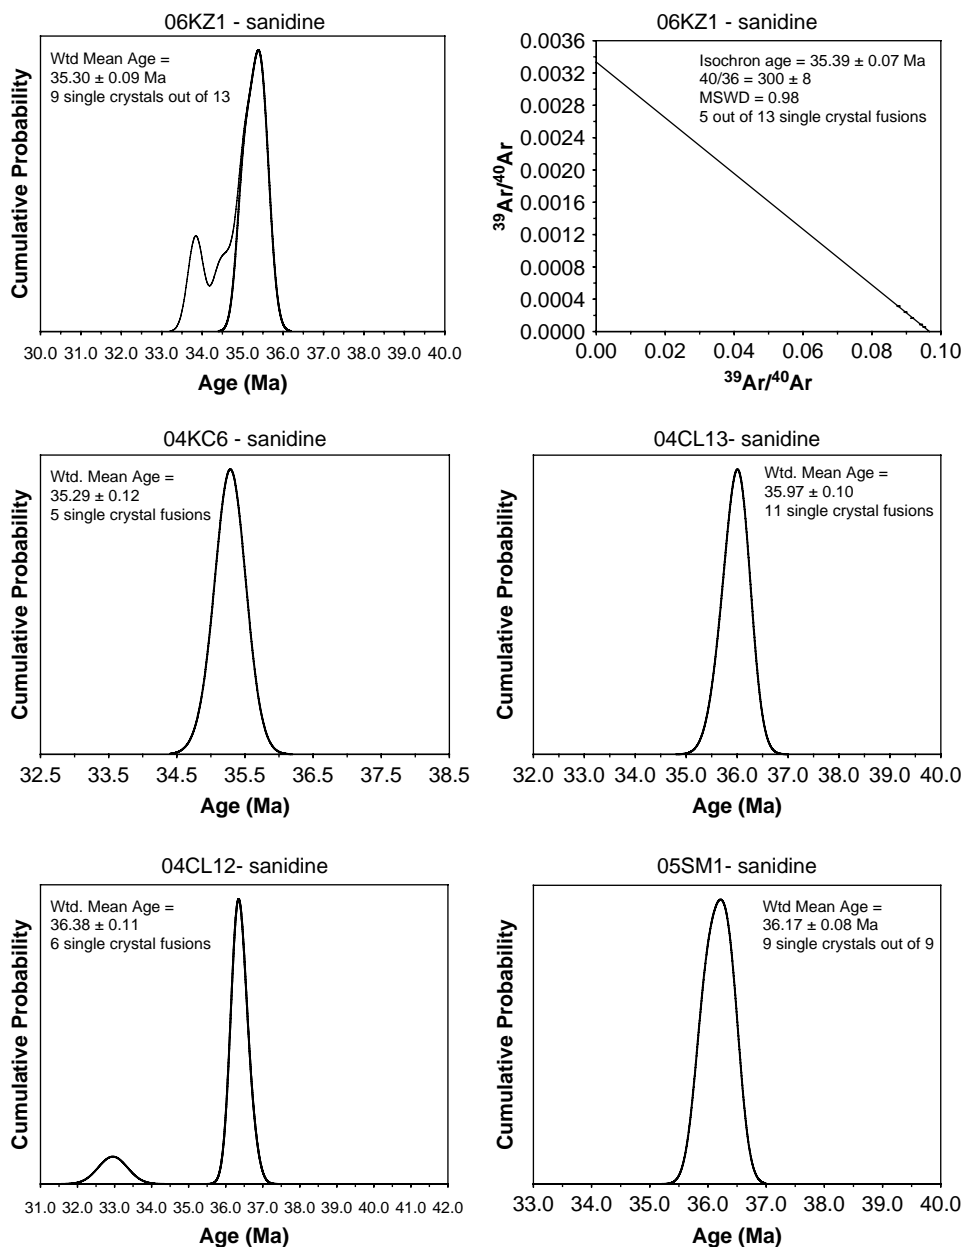 06KZ1 - sanidine
Wtd Mean Age =
35.30 ± 0.09 Ma
9 single crystals out of 13
Cumulative Probability
30.0 31.0 32.0 33.0 34.0 35.0 36.0 37.0 38.0 39.0 40.0
Age (Ma)
06KZ1 - sanidine
Isochron age = 35.39 ± 0.07 Ma
40/36 = 300 ± 8
MSWD = 0.98
5 out of 13 single crystal fusions
0.0036
0.0032
0.0028
0.0024
0.0020
0.0016
0.0012
0.0008
0.0004
0.0000
³⁹Ar/⁴⁰Ar
0.00 0.02 0.04 0.06 0.08 0.10
³⁹Ar/⁴⁰Ar
04KC6 - sanidine
Wtd. Mean Age =
35.29 ± 0.12
5 single crystal fusions
Cumulative Probability
32.5 33.5 34.5 35.5 36.5 37.5 38.5
Age (Ma)
04CL13- sanidine
Wtd. Mean Age =
35.97 ± 0.10
11 single crystal fusions
Cumulative Probability
32.0 33.0 34.0 35.0 36.0 37.0 38.0 39.0 40.0
Age (Ma)
04CL12- sanidine
Wtd. Mean Age =
36.38 ± 0.11
6 single crystal fusions
Cumulative Probability
31.0 32.0 33.0 34.0 35.0 36.0 37.0 38.0 39.0 40.0 41.0 42.0
Age (Ma)
05SM1- sanidine
Wtd Mean Age =
36.17 ± 0.08 Ma
9 single crystals out of 9
Cumulative Probability
33.0 34.0 35.0 36.0 37.0 38.0 39.0 40.0
Age (Ma)